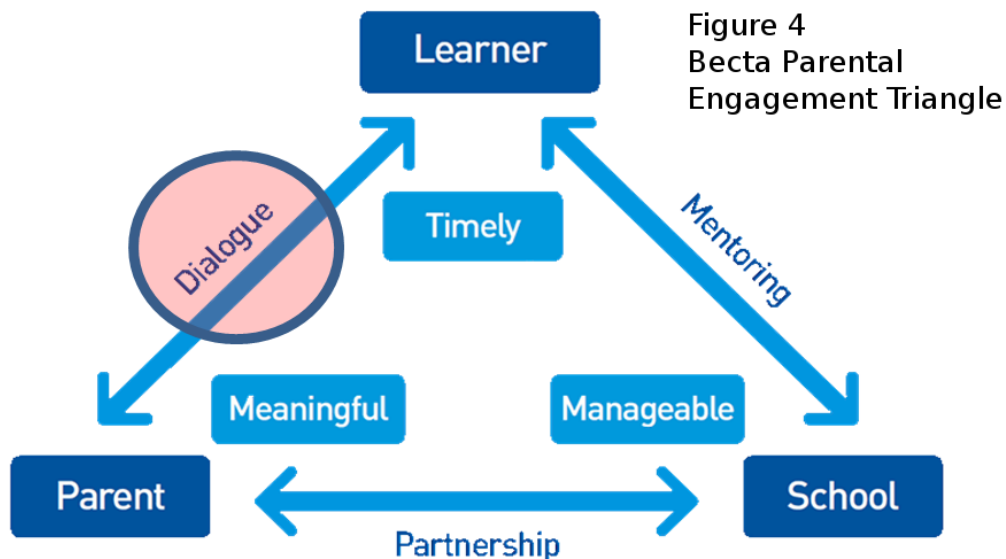 Learner
Figure 4
Becta Parental
Engagement Triangle
Dialogue
Timely
Mentoring
Meaningful
Manageable
Parent
School
Partnership